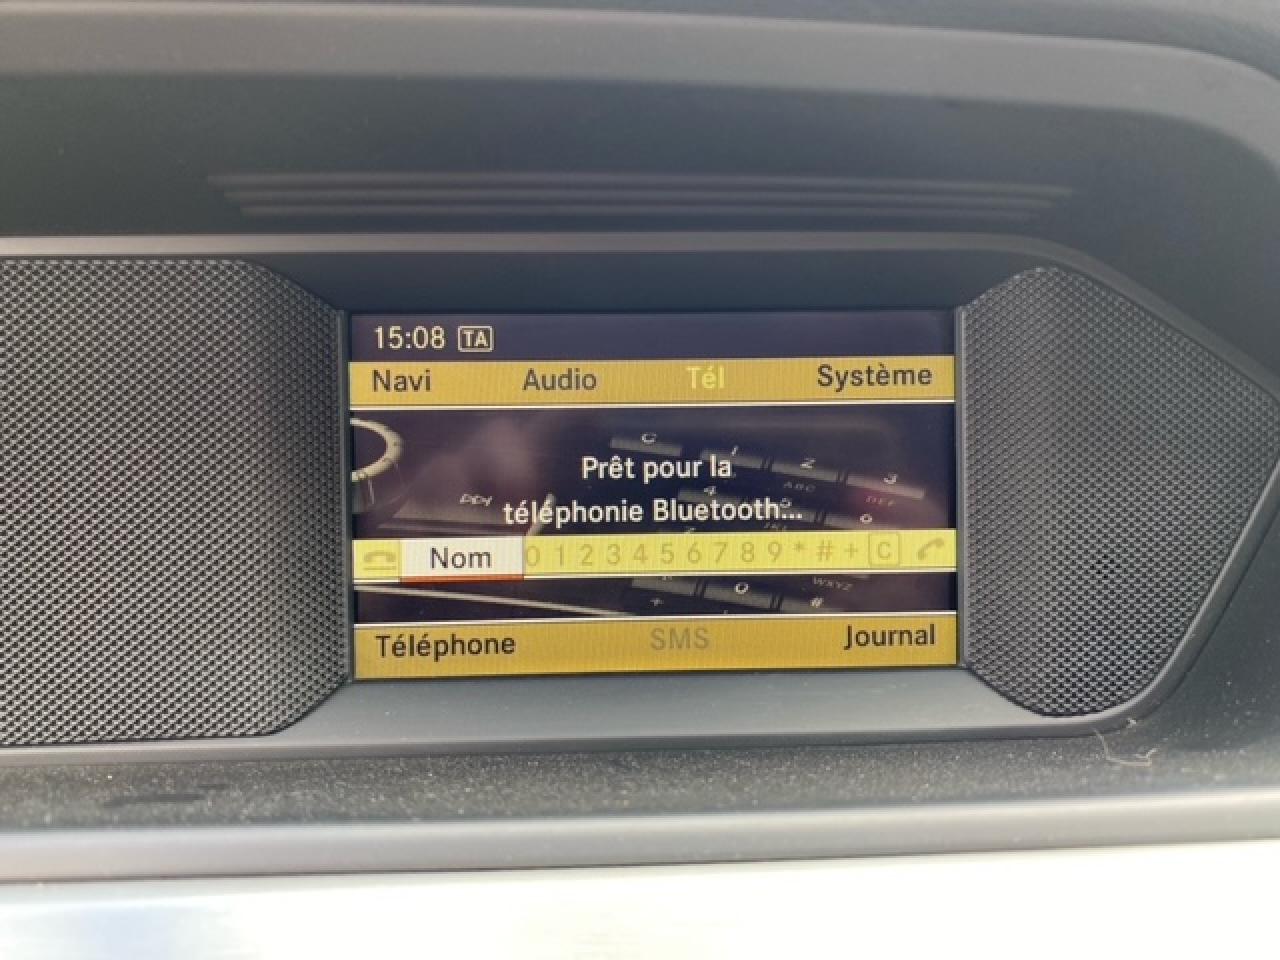 15:08 TA
Navi Audio Tél Système
Prêt pour la
téléphonie Bluetooth...
Nom 0 1 2 3 4 5 6 7 8 9 * # + C
Téléphone SMS Journal